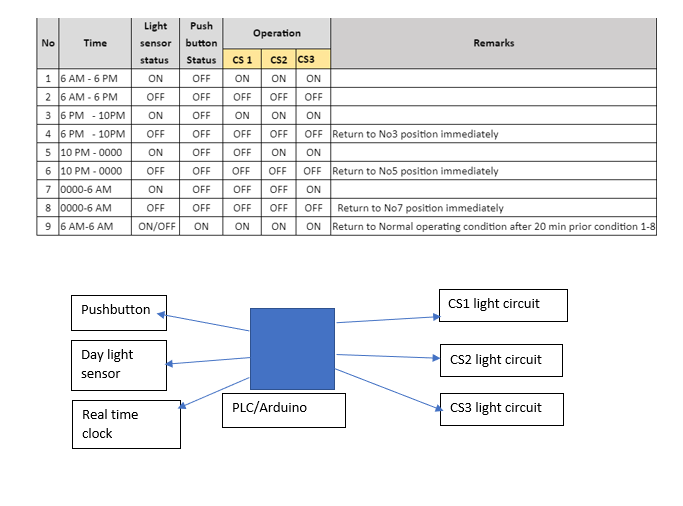 No Time Light sensor status Push button Status Operation Remarks
CS 1 CS2 CS3
1 6 AM - 6 PM ON OFF ON ON ON
2 6 AM - 6 PM OFF OFF OFF OFF OFF
3 6 PM - 10PM ON OFF ON ON ON
4 6 PM - 10PM OFF OFF OFF OFF OFF Return to No3 position immediately
5 10 PM - 0000 ON OFF OFF ON ON
6 10 PM - 0000 OFF OFF OFF OFF OFF Return to No5 position immediately
7 0000-6 AM ON OFF OFF OFF ON
8 0000-6 AM OFF OFF OFF OFF OFF Return to No7 position immediately
9 6 AM-6 AM ON/OFF ON ON ON ON Return to Normal operating condition after 20 min prior condition 1-8
Pushbutton
Day light
sensor
Real time
clock
PLC/Arduino
CS1 light circuit
CS2 light circuit
CS3 light circuit